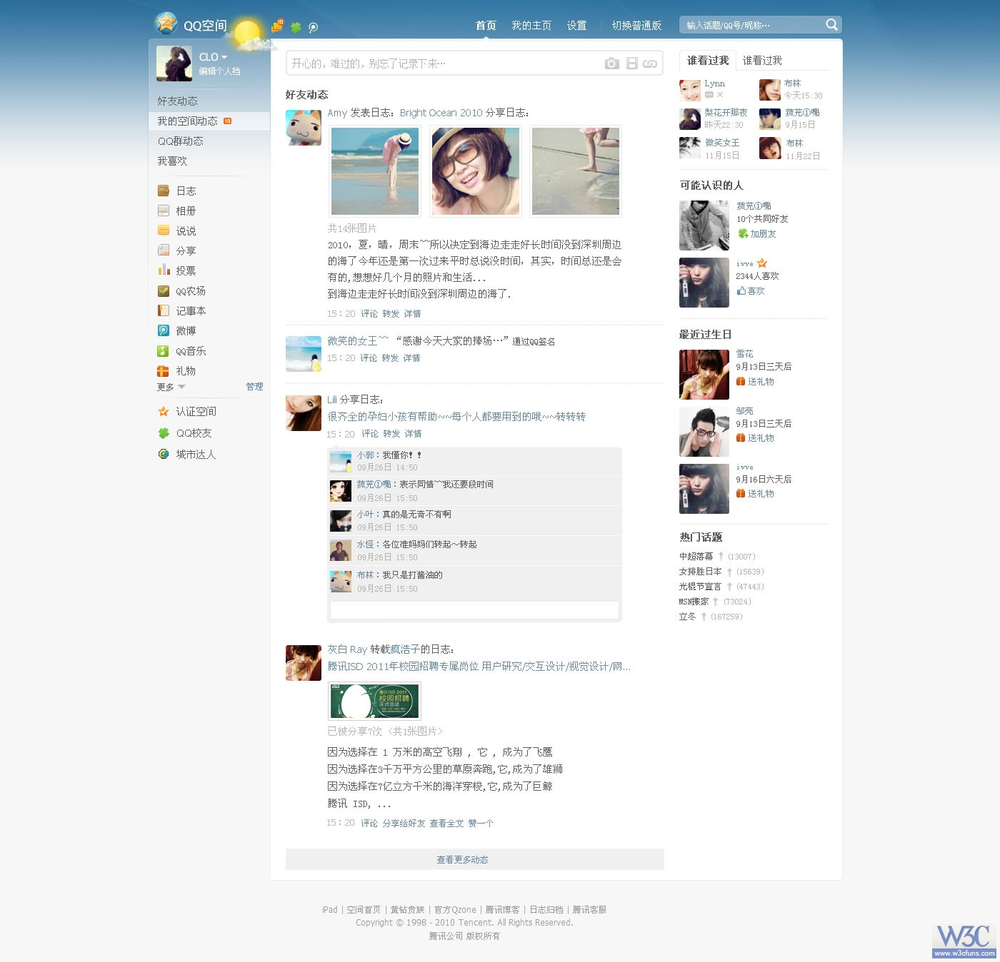 QQ空间
10
首页 我的主页 设置 切换普通版
输入话题/QQ号/昵称…
CLO
编辑个人档
好友动态
我的空间动态 13
QQ群动态
我喜欢
日志
相册
说说
分享
投票
QQ农场
记事本
微博
QQ音乐
礼物
更多 管理
认证空间
QQ校友
城市达人
开心的，难过的，别忘了记录下来…
好友动态
Amy 发表日志：Bright Ocean 2010 分享日志：
共14张图片
2010，夏，晴，周末~~所以决定到海边走走好长时间没到深圳周边
的海了今年还是第一次过来平时总说没时间，其实，时间总还是会
有的,想想好几个月的照片和生活...
到海边走走好长时间没到深圳周边的海了.
15：20 评论 转发 详情
微笑的女王~~ “感谢今天大家的捧场…” 通过QQ签名
15：20 评论 转发 详情
Lili 分享日志：
很齐全的孕妇小孩有帮助~~每个人都要用到的哦~~转转转
15：20 评论 转发 详情
小郭：我懂你！！
09月26日 14:50
：表示同情~~我还要段时间
09月26日 15:50
小叶：真的是无奇不有啊
09月26日 15:50
水怪：各位准妈妈们转起～转起
09月26日 15:50
布林：我只是打酱油的
09月26日 15:50
灰白 Ray 转载疯浩子的日志：
腾讯ISD 2011年校园招聘专属岗位 用户研究/交互设计/视觉设计/网...
腾讯 ISD 2011
校园招聘
正式启动
已被分享7次 <共1张图片>
因为选择在 1 万米的高空飞翔 , 它 , 成为了飞鹰
因为选择在3千万平方公里的草原奔跑,它,成为了雄狮
因为选择在7亿立方千米的海洋穿梭,它,成为了巨鲸
腾讯 ISD, ...
15：20 评论 分享给好友 查看全文 赞一个
查看更多动态
谁看过我 谁看过我
Lynn
布林
今天15:30
梨花开那夜
昨天22:30
9月15日
微笑女王
11月15日
布林
11月22日
可能认识的人
10个共同好友
加朋友
ivve
2344人喜欢
喜欢
最近过生日
雪花
9月13日三天后
送礼物
邹亮
9月13日三天后
送礼物
ivve
9月16日六天后
送礼物
热门话题
中超落幕 (13007)
女排胜日本 (15639)
光棍节宣言 (47443)
MSN搬家 (73024)
立冬 (167259)
iPad | 空间首页 | 黄钻贵族 | 官方Qzone | 腾讯博客 | 日志归档 | 腾讯客服
Copyright © 1998 - 2010 Tencent. All Rights Reserved.
腾讯公司 版权所有
W3C
www.w3cfuns.com